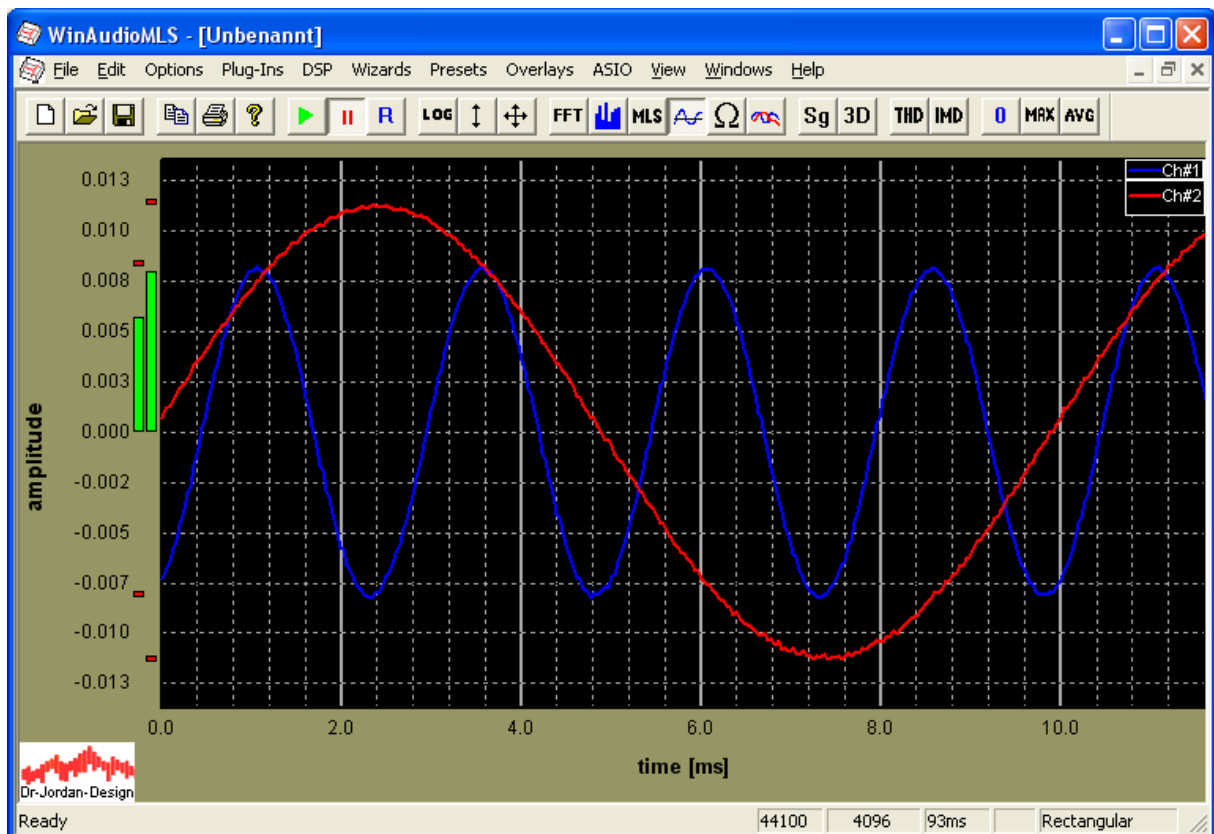 WinAudioMLS - [Unbenannt]
File Edit Options Plug-Ins DSP Wizards Presets Overlays ASIO View Windows Help
R LOG FFT MLS Ω Sg 3D THD IMD 0 MAX AVG
Ch#1
Ch#2
0.013
0.010
0.008
0.005
0.003
0.000
-0.002
-0.005
-0.007
-0.010
-0.013
amplitude
0.0 2.0 4.0 6.0 8.0 10.0
time [ms]
Dr-Jordan-Design
Ready 44100 4096 93ms Rectangular